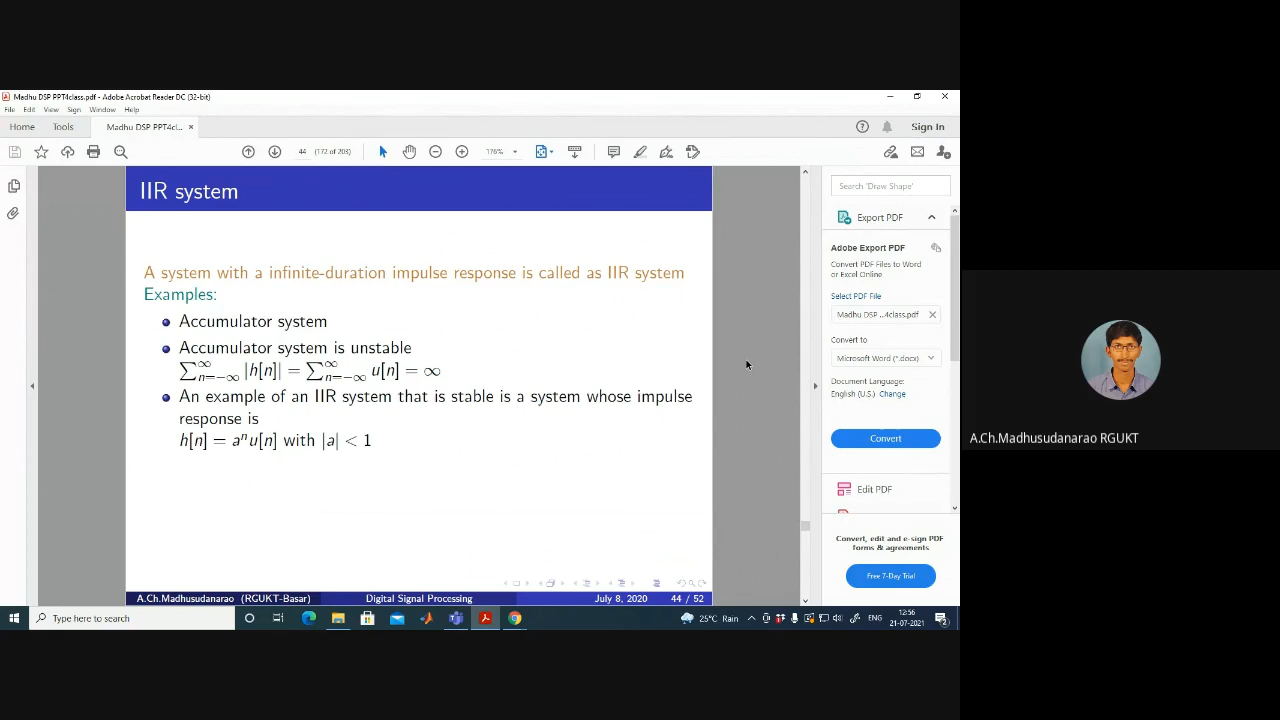 Madhu DSP PPT4class.pdf - Adobe Acrobat Reader DC (32-bit)
File Edit View Sign Window Help
Home Tools Madhu DSP PPT4cl... × Sign In
44 (172 of 203) 176%
IIR system
A system with a infinite-duration impulse response is called as IIR system
Examples:
Accumulator system
Accumulator system is unstable
∑_{n=−∞}^{∞} |h[n]| = ∑_{n=−∞}^{∞} u[n] = ∞
An example of an IIR system that is stable is a system whose impulse
response is
h[n] = aⁿu[n] with |a| < 1
A.Ch.Madhusudanarao (RGUKT-Basar) Digital Signal Processing July 8, 2020 44 / 52
Search 'Draw Shape'
Export PDF
Adobe Export PDF
Convert PDF Files to Word
or Excel Online
Select PDF File
Madhu DSP ...4class.pdf
Convert to
Microsoft Word (*.docx)
Document Language:
English (U.S.) Change
Convert
Edit PDF
Convert, edit and e-sign PDF
forms & agreements
Free 7-Day Trial
Type here to search
25°C Rain
ENG
12:56
21-07-2021
2
A.Ch.Madhusudanarao RGUKT